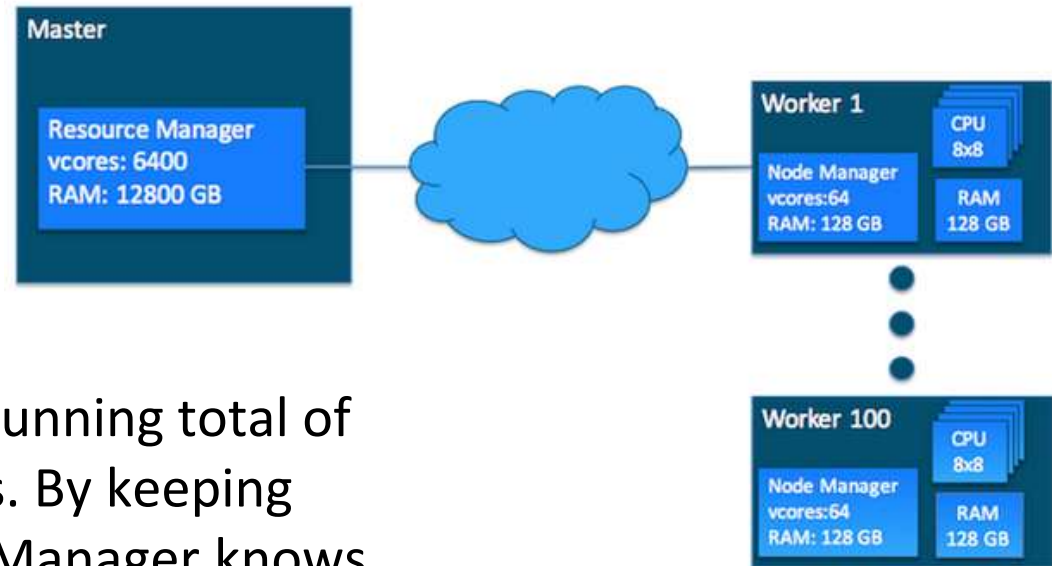 Master
Resource Manager
vcores: 6400
RAM: 12800 GB
Worker 1
CPU
8x8
Node Manager
vcores:64
RAM: 128 GB
RAM
128 GB
unning total of
s. By keeping
Manager knows
Worker 100
CPU
8x8
Node Manager
vcores:64
RAM: 128 GB
RAM
128 GB